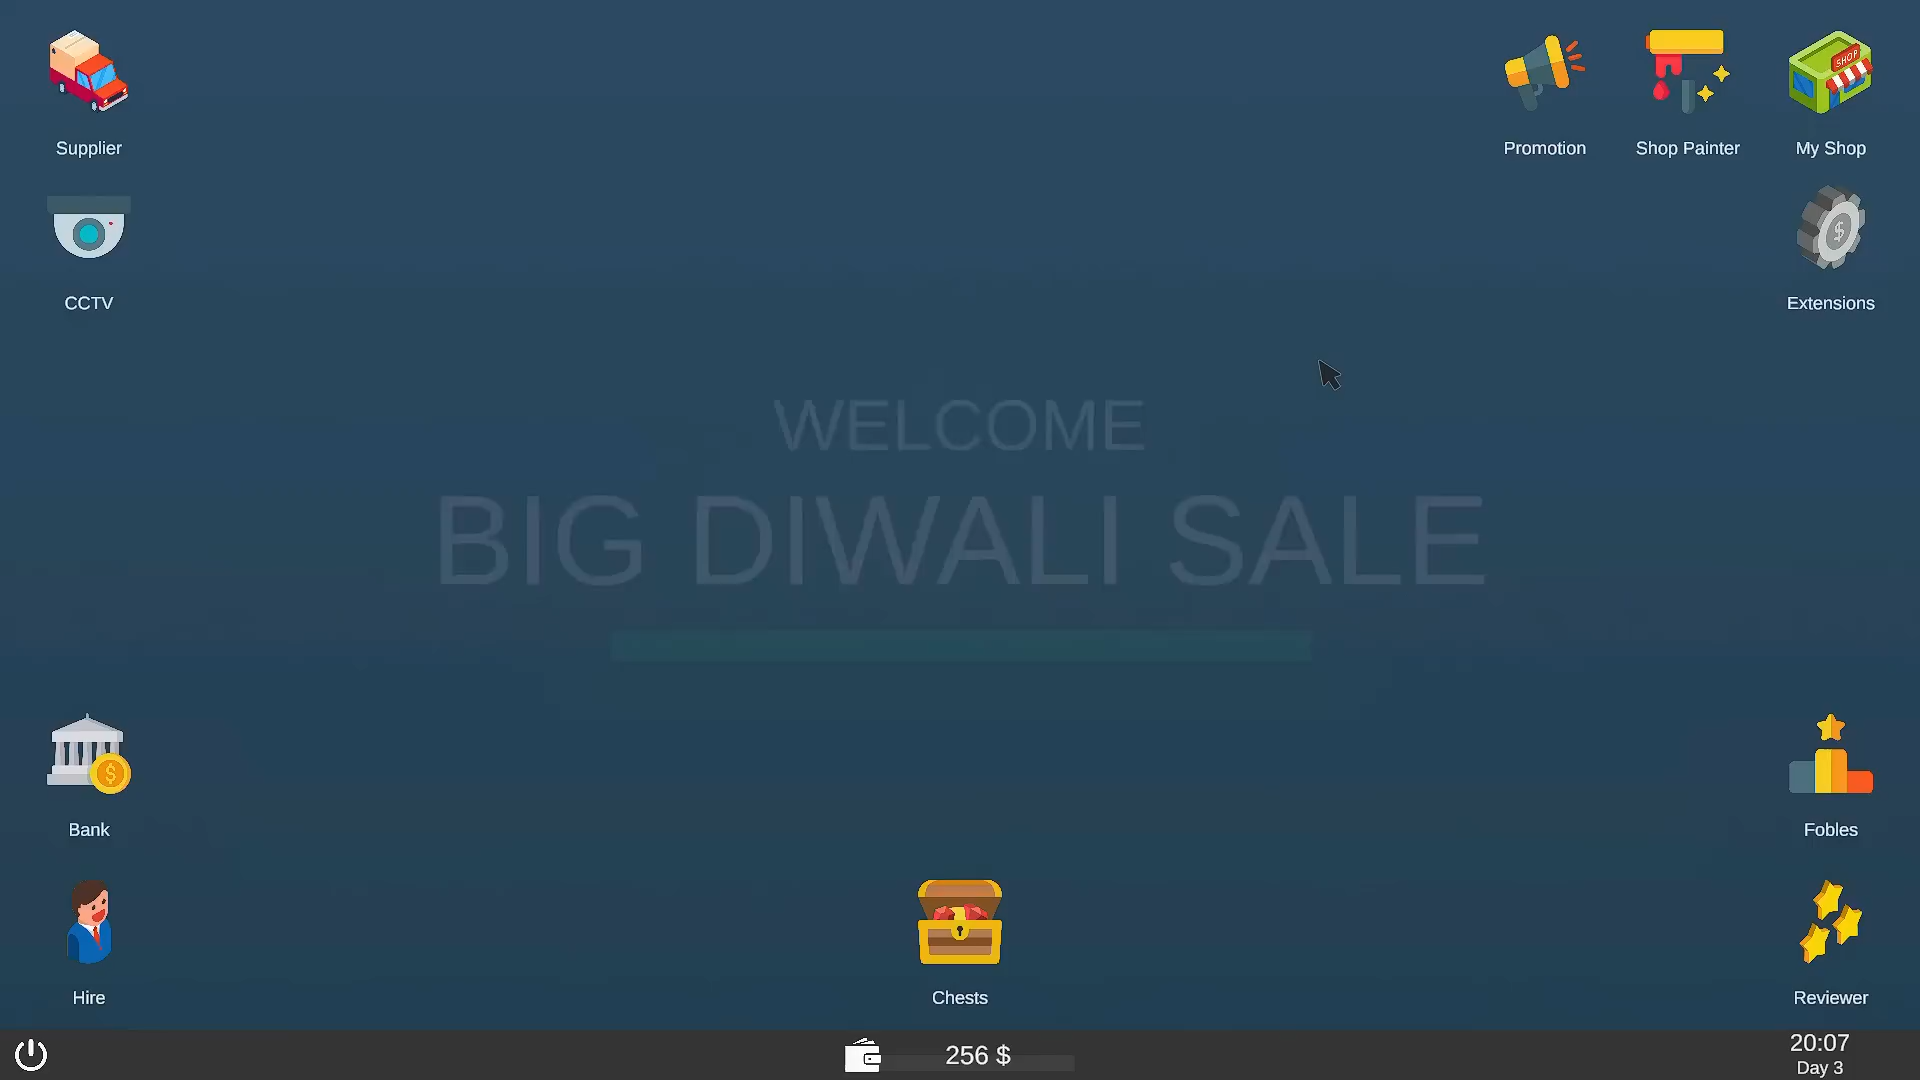 Supplier
Promotion
Shop Painter
My Shop
SHOP
CCTV
Extensions
WELCOME
BIG DIWALI SALE
Bank
Fobles
Hire
Chests
Reviewer
256 $
20:07
Day 3